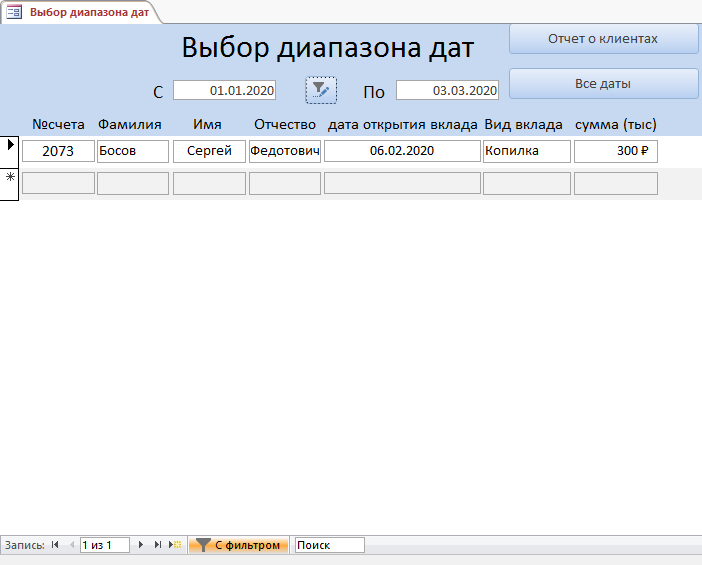 Выбор диапазона дат
Выбор диапазона дат
Отчет о клиентах
С 01.01.2020 По 03.03.2020
Все даты
№счета Фамилия Имя Отчество дата открытия вклада Вид вклада сумма (тыс)
2073 Босов Сергей Федотович 06.02.2020 Копилка 300 ₽
Запись: 1 из 1 С фильтром Поиск